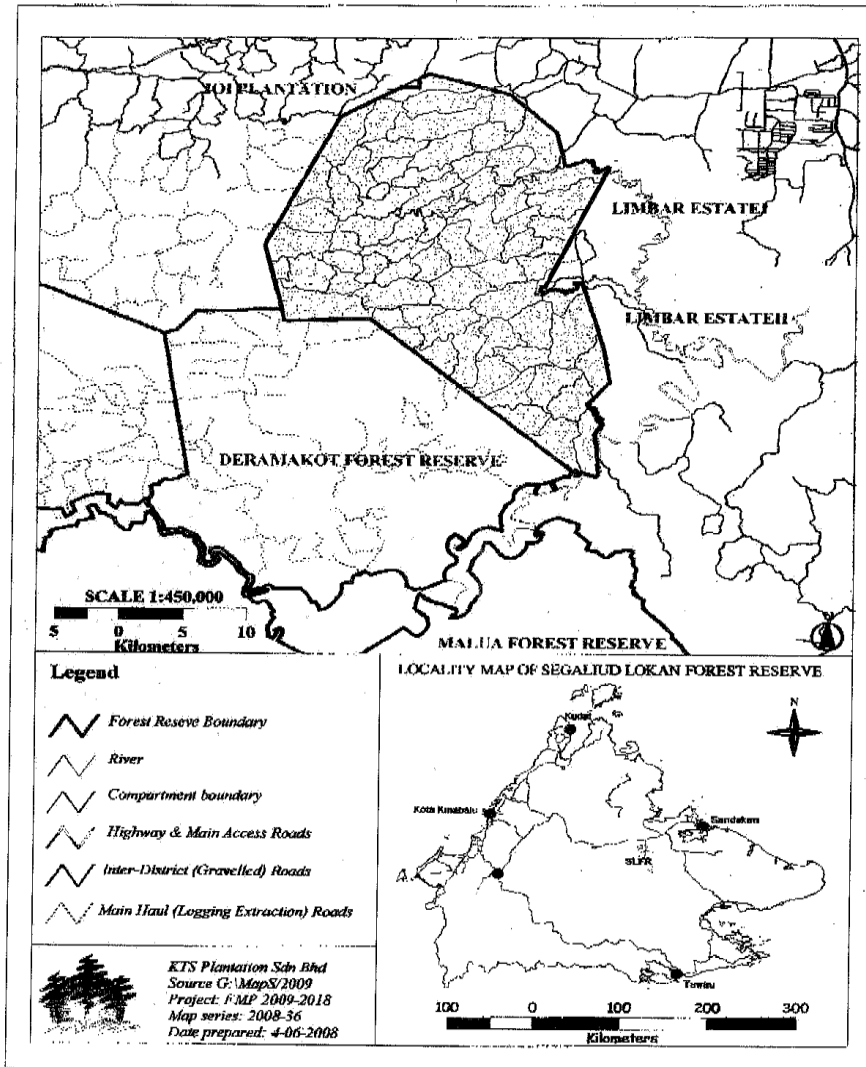 IOI PLANTATION
LIMBAR ESTATE I
LIMBAR ESTATE II
DERAMAKOT FOREST RESERVE
SCALE 1:450,000
5 0 5 10
Kilometers
MALUA FOREST RESERVE
N
Legend
Forest Reseve Boundary
River
Compartment boundary
Highway & Main Access Roads
Inter-District (Gravelled) Roads
Main Haul (Logging Extraction) Roads
KTS Plantation Sdn Bhd
Source G:\MapS/2009
Project: FMP 2009-2018
Map series: 2008-36
Date prepared: 4-06-2008
LOCALITY MAP OF SEGALIUD LOKAN FOREST RESERVE
N
Kudat
Kota Kinabalu
Sandakan
SLFR
Tawau
100 0 100 200 300
Kilometers